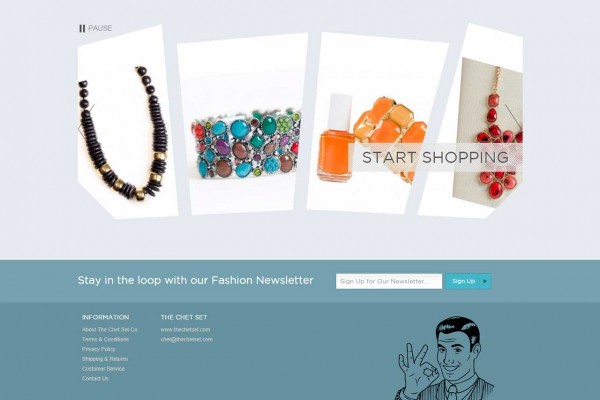 PAUSE
START SHOPPING
Stay in the loop with our Fashion Newsletter
Sign Up for Our Newsletter...
Sign Up
INFORMATION
About The Chet Set Co.
Terms & Conditions
Privacy Policy
Shipping & Returns
Customer Service
Contact Us
THE CHET SET
www.thechetset.com
chet@thechetset.com